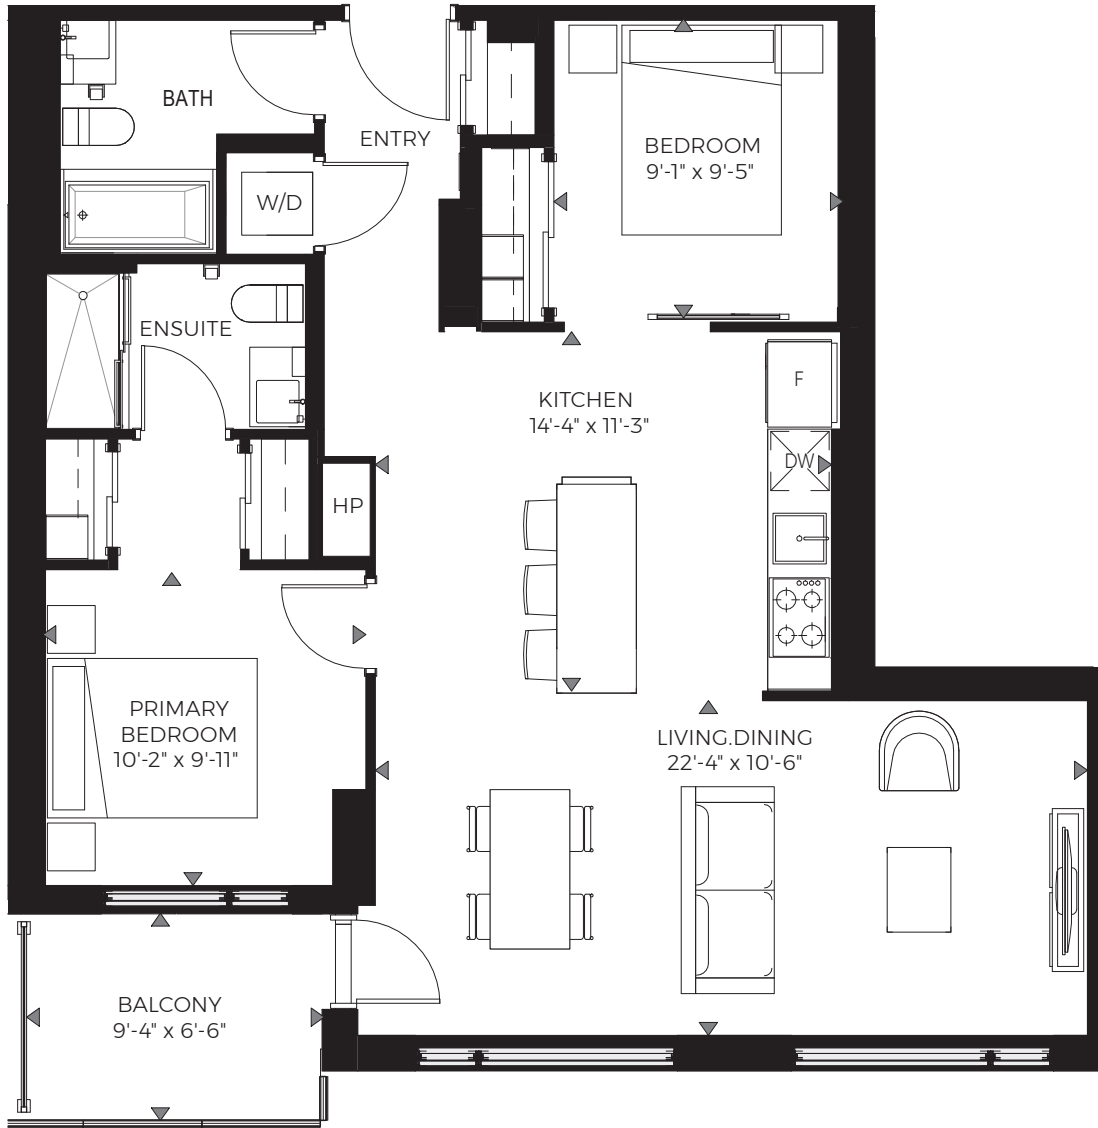 BATH
ENTRY
BEDROOM
9'-1" x 9'-5"
W/D
ENSUITE
KITCHEN
14'-4" x 11'-3"
F
DW
HP
PRIMARY
BEDROOM
10'-2" x 9'-11"
LIVING.DINING
22'-4" x 10'-6"
BALCONY
9'-4" x 6'-6"